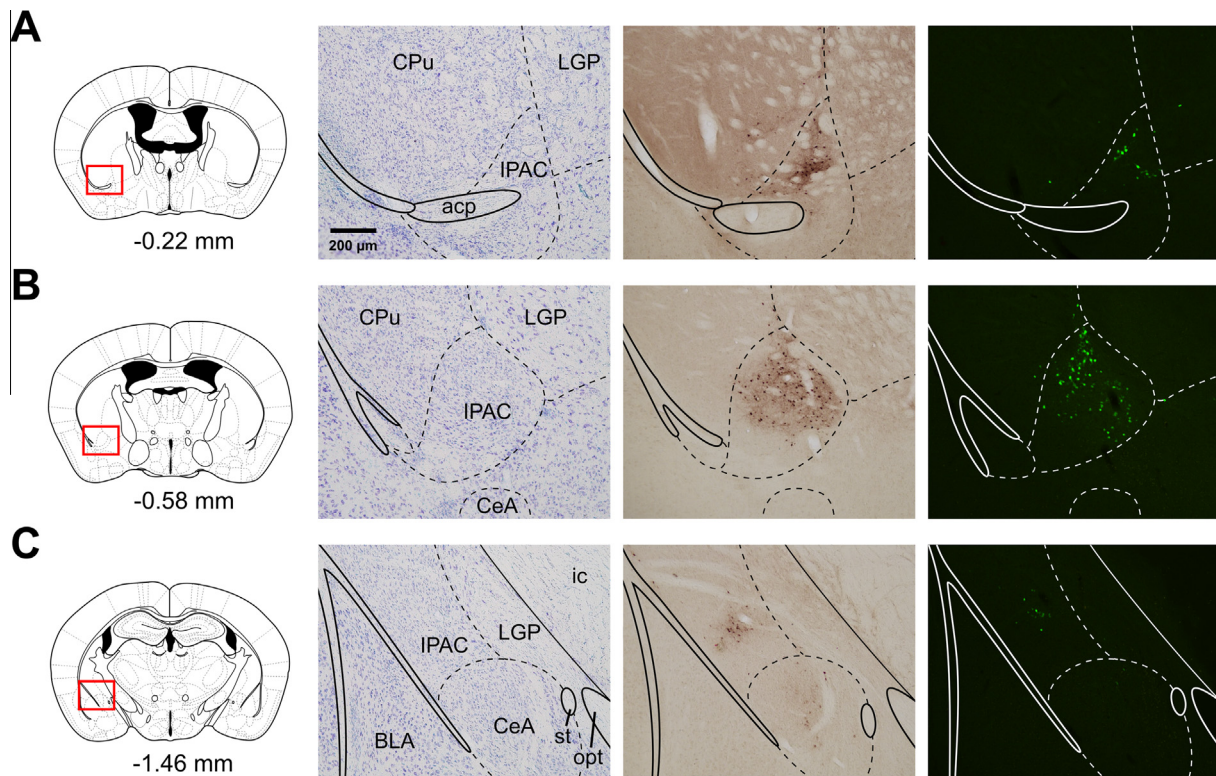 A
CPu
LGP
IPAC
acp
200 µm
-0.22 mm
B
CPu
LGP
IPAC
CeA
-0.58 mm
C
ic
LGP
IPAC
CeA
st
BLA
opt
-1.46 mm